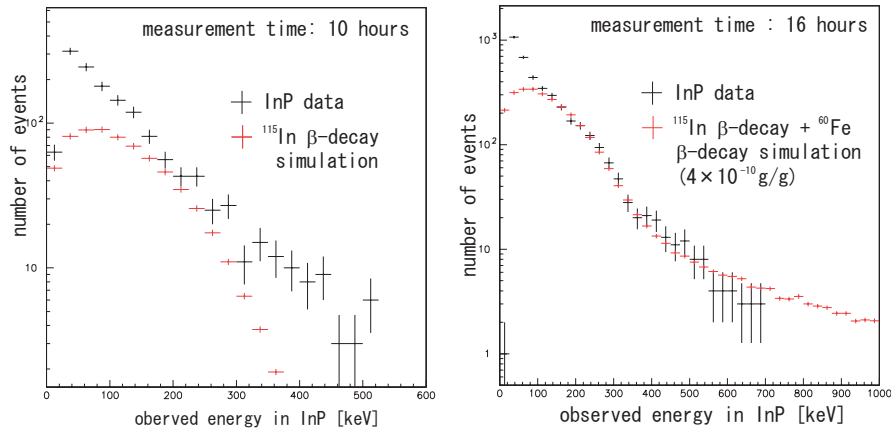 measurement time: 10 hours
number of events
10²
10
InP data
¹¹⁵In β-decay
simulation
0 100 200 300 400 500 600
oberved energy in InP [keV]
measurement time : 16 hours
number of events
10³
10²
10
1
InP data
¹¹⁵In β-decay + ⁶⁰Fe
β-decay simulation
(4×10⁻¹⁰g/g)
0 100 200 300 400 500 600 700 800 900 1000
observed energy in InP [keV]